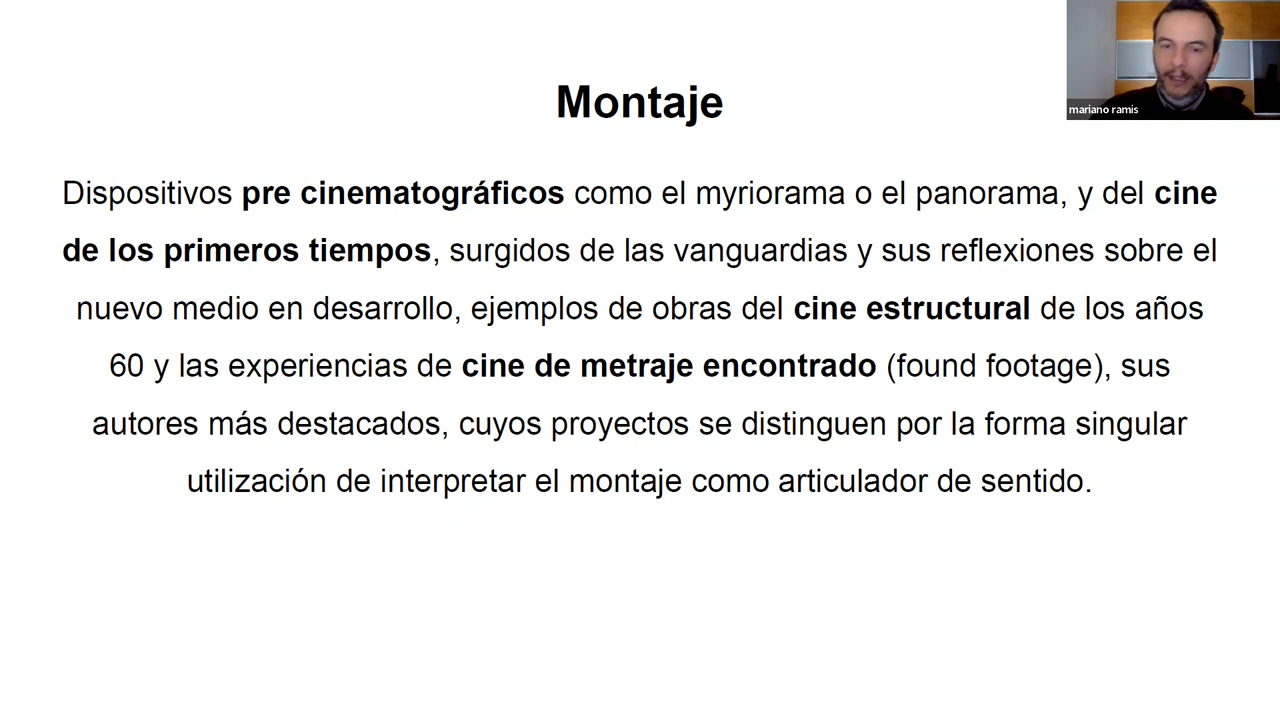 Montaje
mariano ramis
Dispositivos pre cinematográficos como el myriorama o el panorama, y del cine
de los primeros tiempos, surgidos de las vanguardias y sus reflexiones sobre el
nuevo medio en desarrollo, ejemplos de obras del cine estructural de los años
60 y las experiencias de cine de metraje encontrado (found footage), sus
autores más destacados, cuyos proyectos se distinguen por la forma singular
utilización de interpretar el montaje como articulador de sentido.